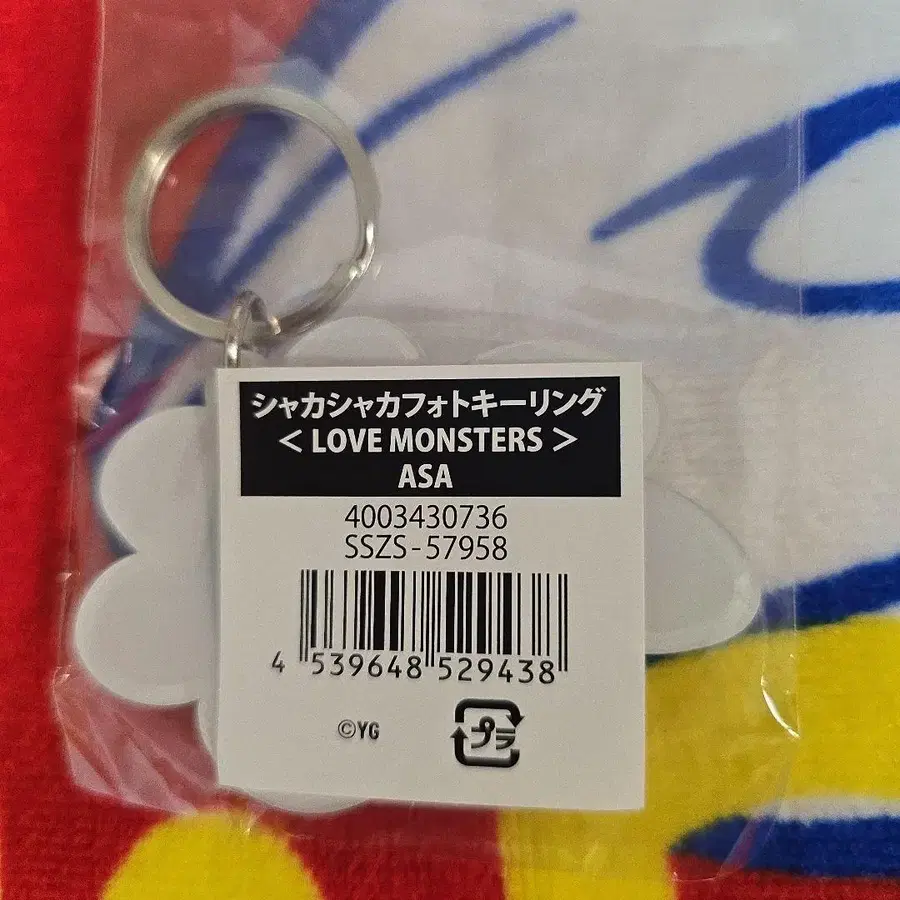 シャカシャカフォトキーリング
＜ LOVE MONSTERS ＞
ASA
4003430736
SSZS-57958
4 539648 529438
©YG
プラ